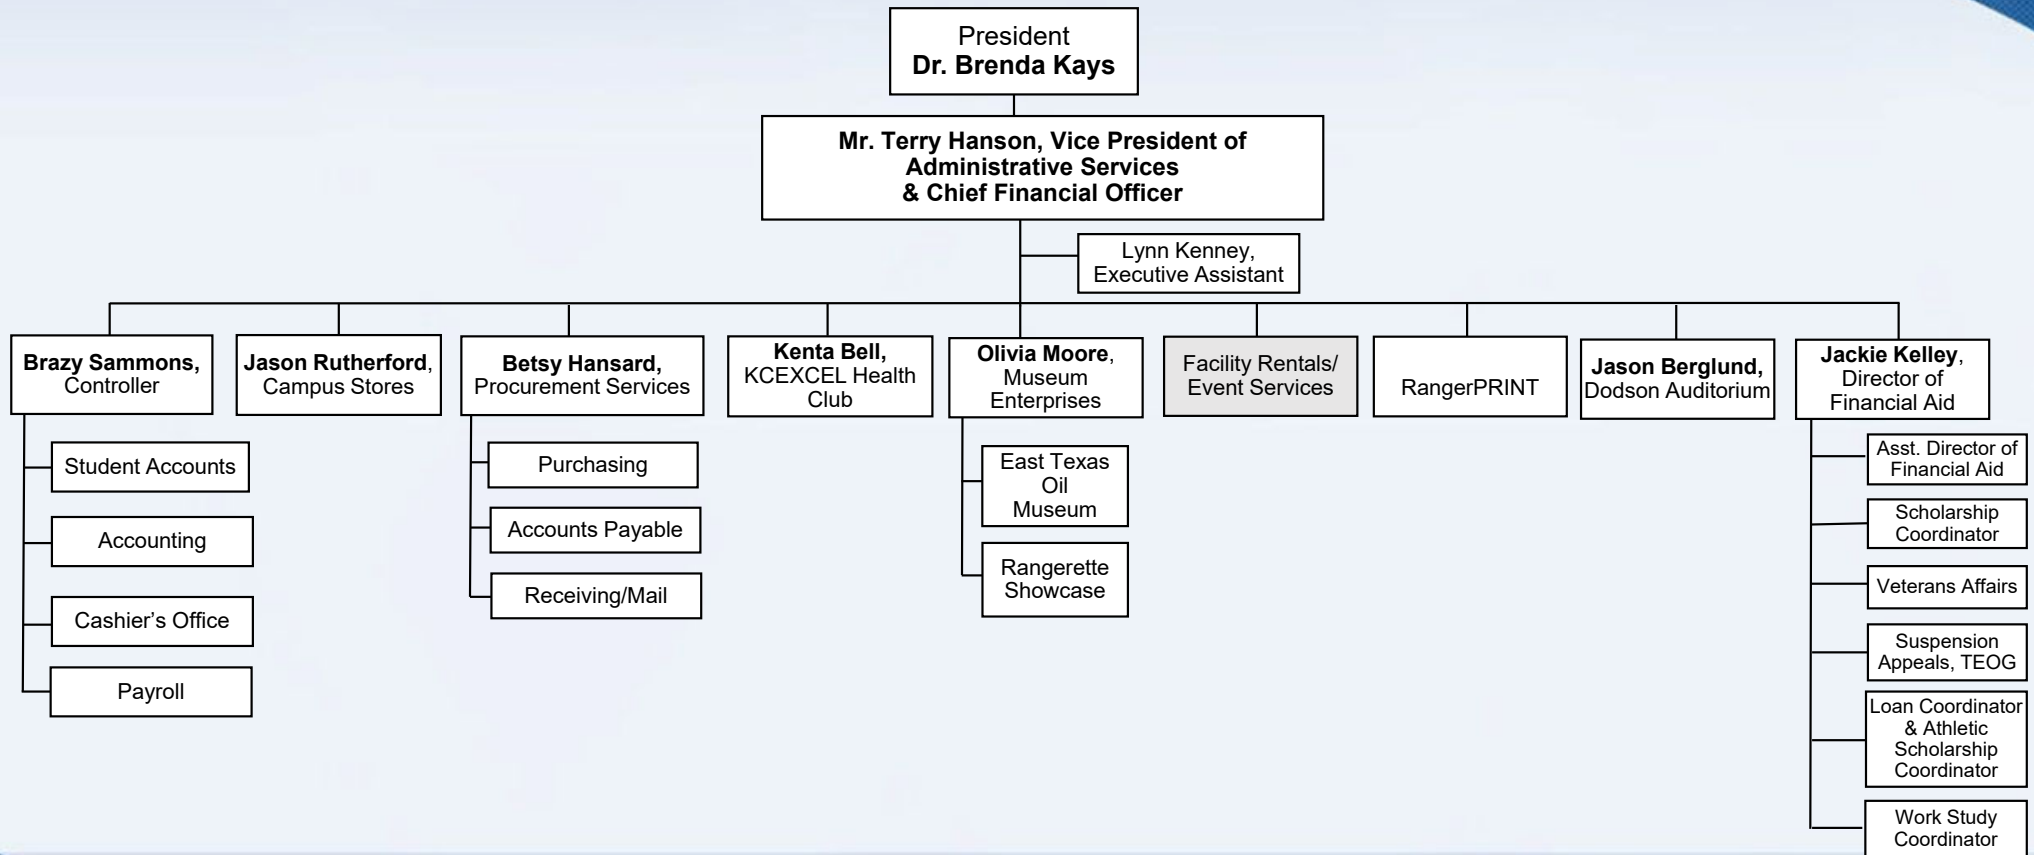 President
Dr. Brenda Kays
Mr. Terry Hanson, Vice President of
Administrative Services
& Chief Financial Officer
Lynn Kenney,
Executive Assistant
Brazy Sammons,
Controller
Jason Rutherford,
Campus Stores
Betsy Hansard,
Procurement Services
Kenta Bell,
KCEXCEL Health
Club
Olivia Moore,
Museum
Enterprises
Facility Rentals/
Event Services
RangerPRINT
Jason Berglund,
Dodson Auditorium
Jackie Kelley,
Director of
Financial Aid
Student Accounts
Accounting
Cashier's Office
Payroll
Purchasing
Accounts Payable
Receiving/Mail
East Texas
Oil
Museum
Rangerette
Showcase
Asst. Director of
Financial Aid
Scholarship
Coordinator
Veterans Affairs
Suspension
Appeals, TEOG
Loan Coordinator
& Athletic
Scholarship
Coordinator
Work Study
Coordinator